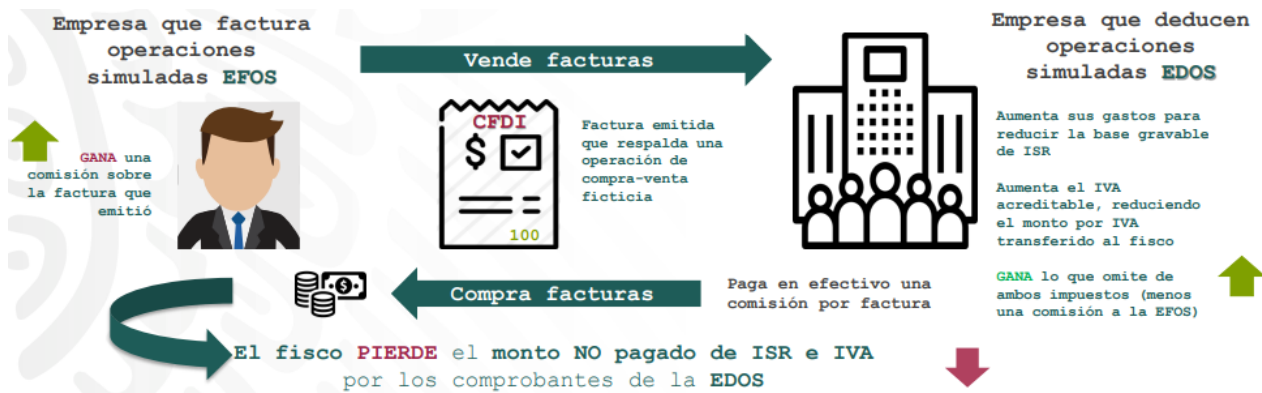 Empresa que factura
operaciones
simuladas EFOS
GANA una
comisión sobre
la factura que
emitió
Vende facturas
CFDI
$
100
Factura emitida
que respalda una
operación de
compra-venta
ficticia
Empresa que deducen
operaciones
simuladas EDOS
Aumenta sus gastos para
reducir la base gravable
de ISR
Aumenta el IVA
acreditable, reduciendo
el monto por IVA
transferido al fisco
GANA lo que omite de
ambos impuestos (menos
una comisión a la EFOS)
Compra facturas
Paga en efectivo una
comisión por factura
El fisco PIERDE el monto NO pagado de ISR e IVA
por los comprobantes de la EDOS